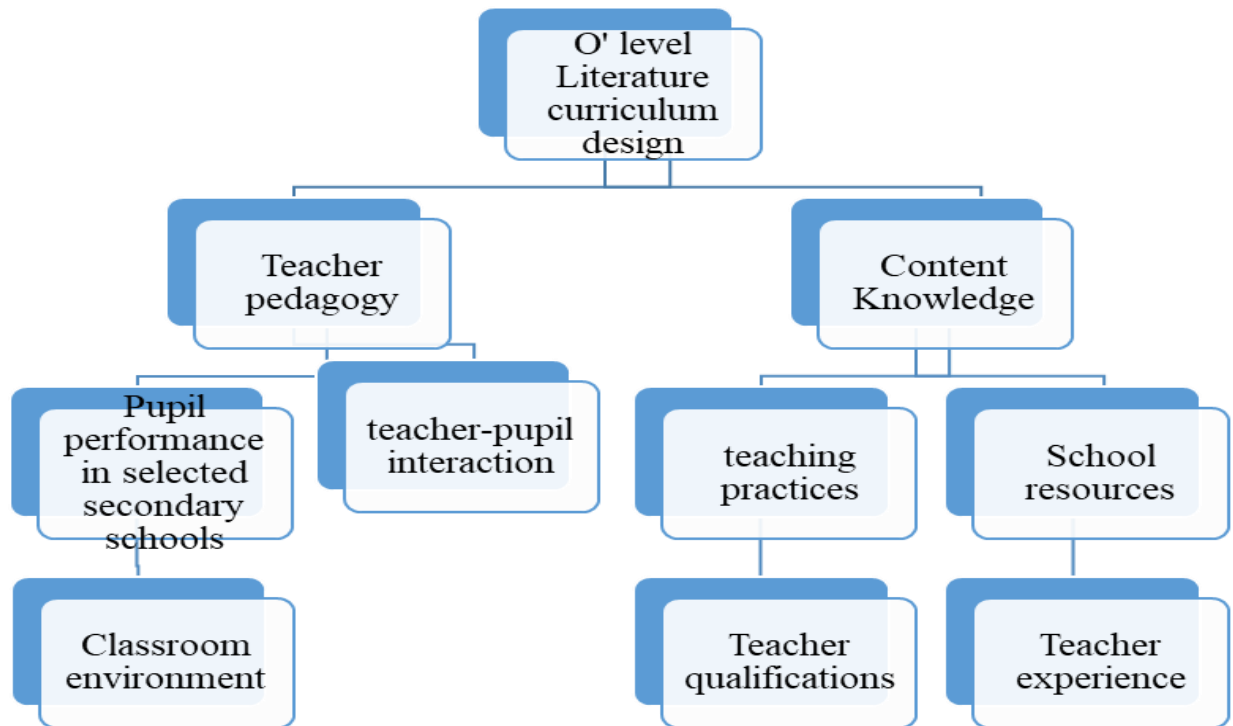 O' level
Literature
curriculum
design
Teacher
pedagogy
Content
Knowledge
Pupil
performance
in selected
secondary
schools
teacher-pupil
interaction
teaching
practices
School
resources
Classroom
environment
Teacher
qualifications
Teacher
experience